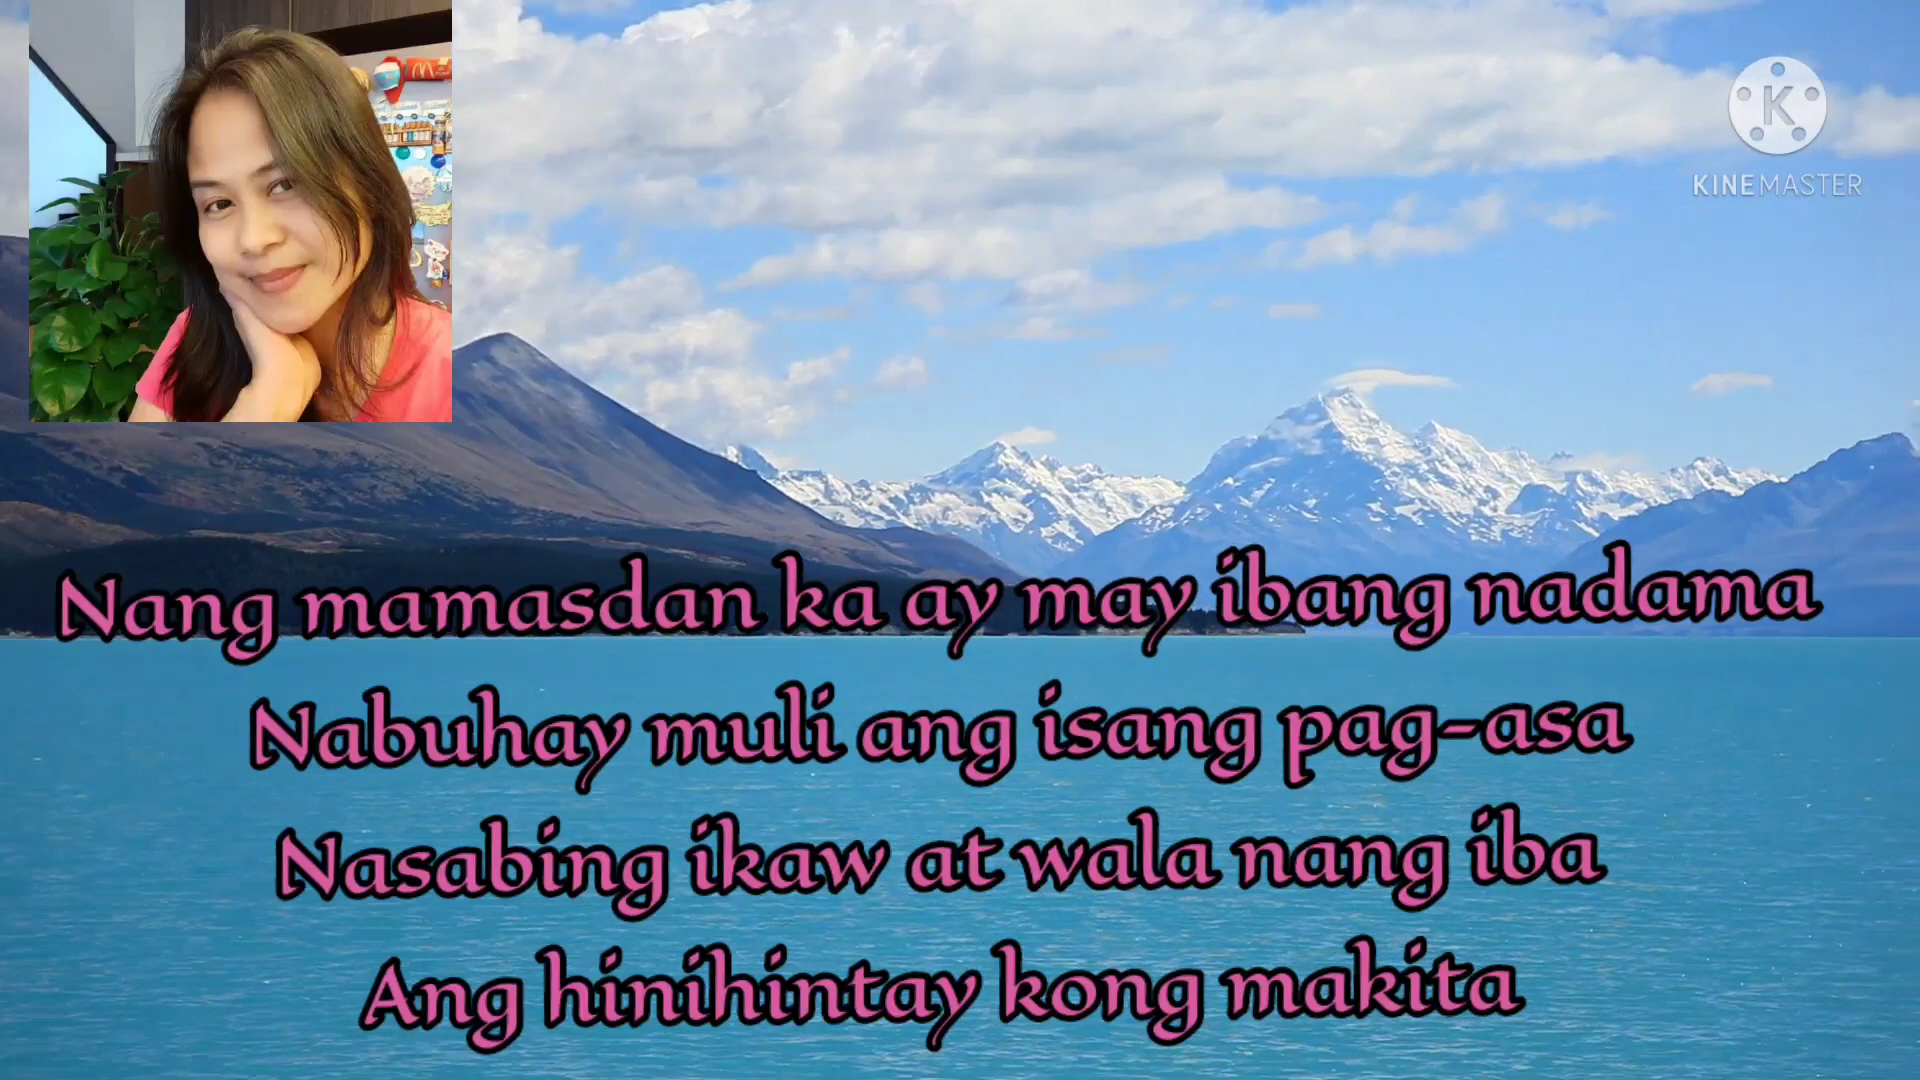 KINEMASTER
Nang mamasdan ka ay may ibang nadama
Nabuhay muli ang isang pag-asa
Nasabing ikaw at wala nang iba
Ang hinihintay kong makita